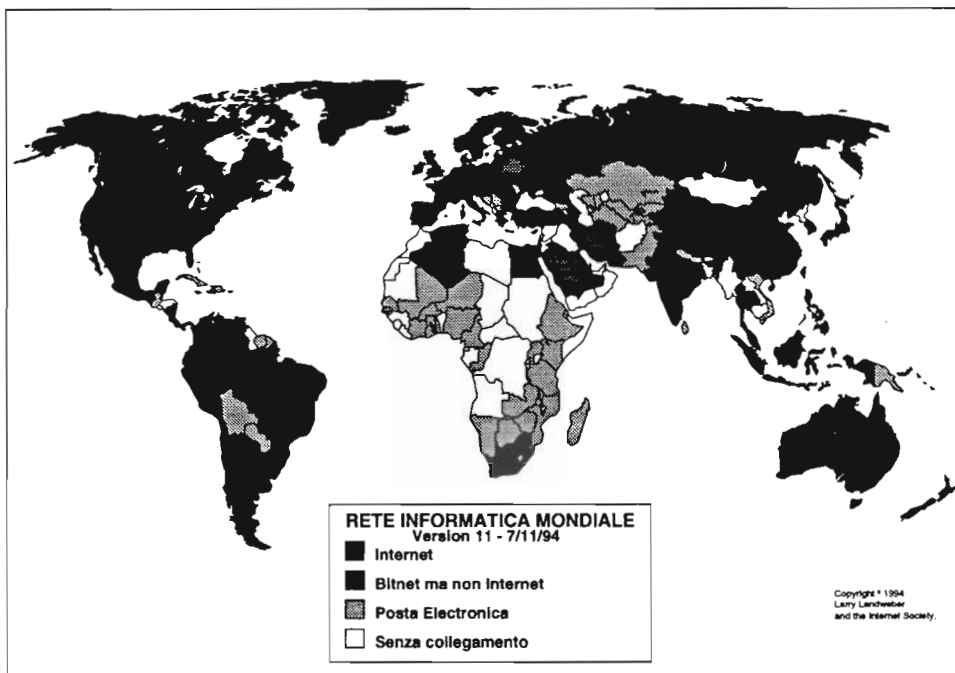 RETE INFORMATICA MONDIALE
Version 11 - 7/11/94
Internet
Bitnet ma non Internet
Posta Electronica
Senza collegamento
Copyright © 1994
Larry Landweber
and the Internet Society.